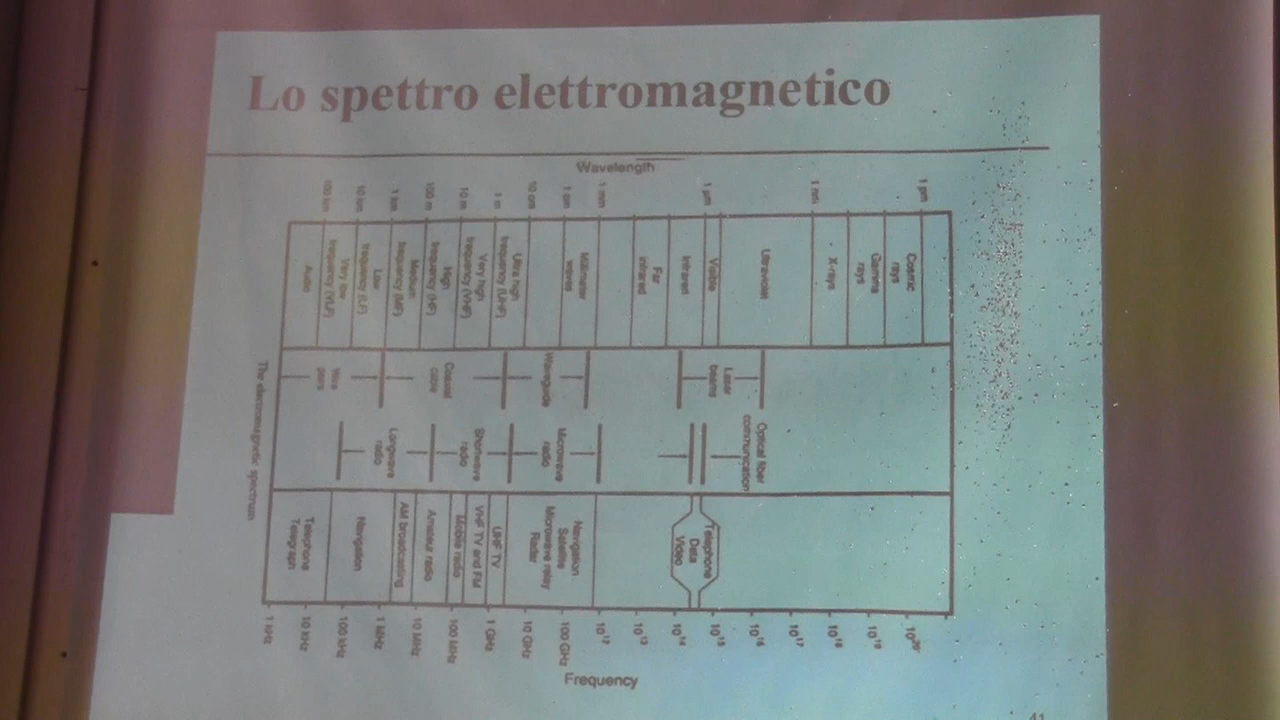 Lo spettro elettromagnetico
Wavelength
100 km
10 km
1 km
100 m
10 m
1 m
10 cm
1 cm
1 mm
1 μm
1 nm
1 pm
Audio
Very low
frequency (VLF)
Low
frequency (LF)
Medium
frequency (MF)
High
frequency (HF)
Very high
frequency (VHF)
Ultra high
frequency (UHF)
Millimeter
waves
Far
infrared
Infrared
Visible
Ultraviolet
X-rays
Gamma
rays
Cosmic
rays
Wire
pairs
Coaxial
cable
Waveguide
Laser
beams
Longwave
radio
Shortwave
radio
Microwave
radio
Optical fiber
communication
Telephone
Telegraph
Navigation
AM broadcasting
Amateur radio
Mobile radio
VHF TV and FM
UHF TV
Navigation
Satellite
Microwave relay
Radar
Telephone
Data
Video
1 kHz
10 kHz
100 kHz
1 MHz
10 MHz
100 MHz
1 GHz
10 GHz
100 GHz
10¹²
10¹³
10¹⁴
10¹⁵
10¹⁶
10¹⁷
10¹⁸
10¹⁹
10²⁰
Frequency
The electromagnetic spectrum
41